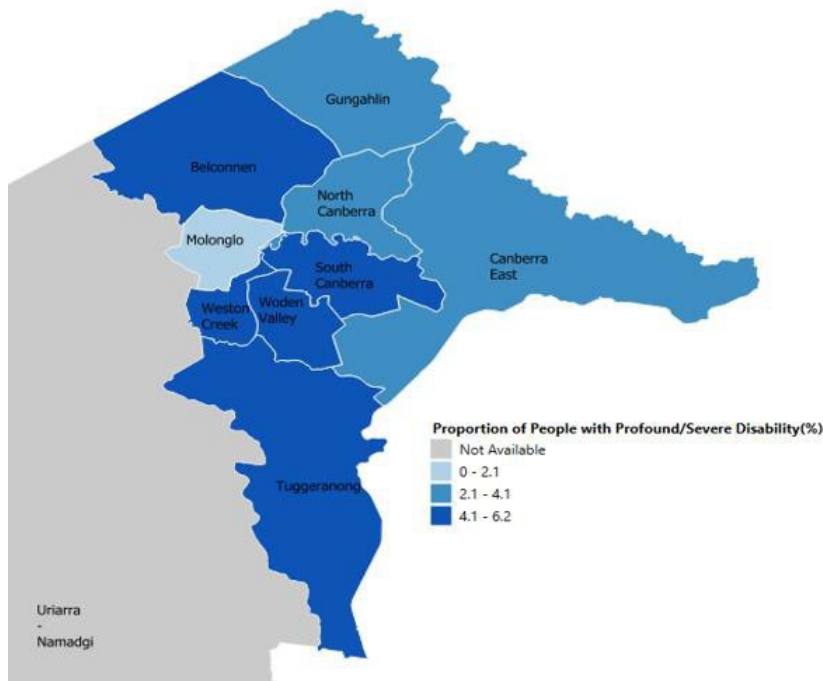 Gungahlin
Belconnen
North
Canberra
Molonglo
Canberra
East
South
Canberra
Weston
Creek
Woden
Valley
Proportion of People with Profound/Severe Disability(%)
Not Available
0 - 2.1
2.1 - 4.1
4.1 - 6.2
Tuggeranong
Uriarra
-
Namadgi